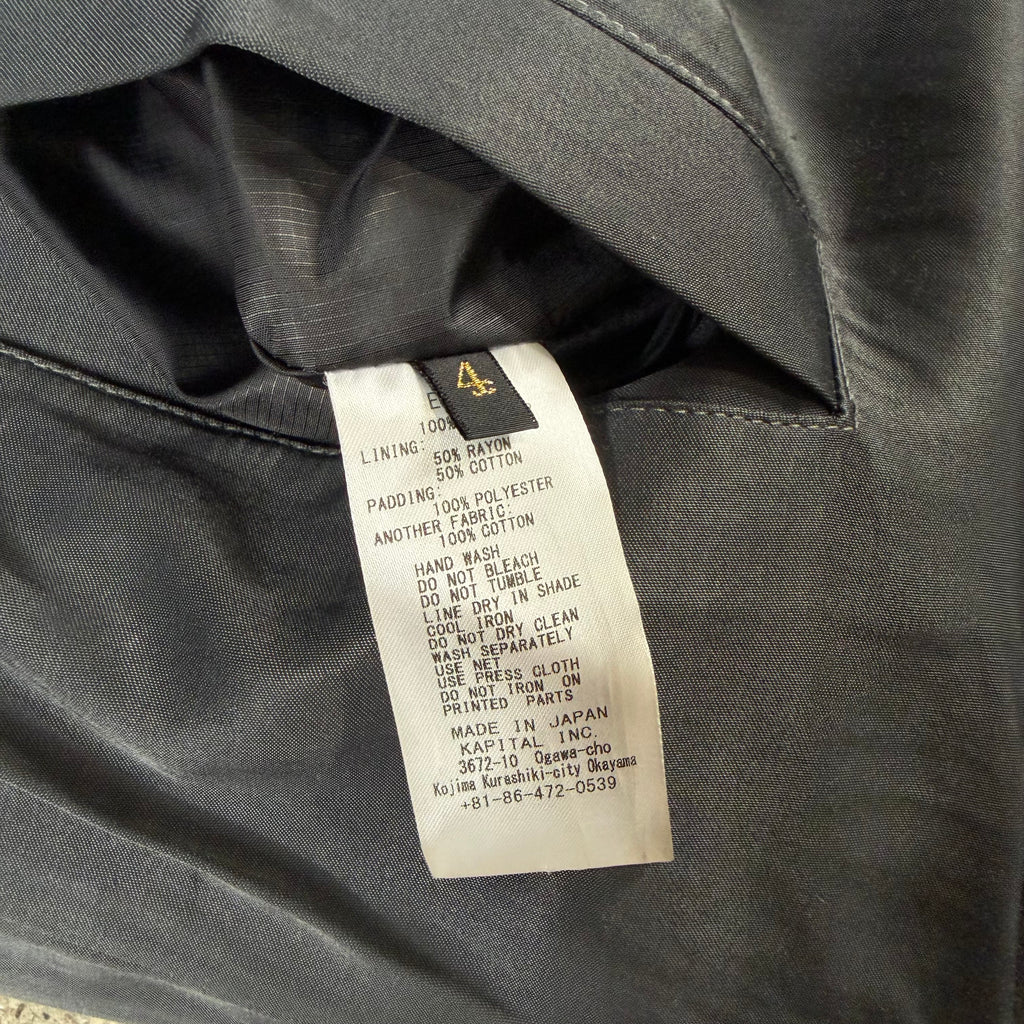 4
E
100%
LINING:
50% RAYON
50% COTTON
PADDING:
100% POLYESTER
ANOTHER FABRIC:
100% COTTON
HAND WASH
DO NOT BLEACH
DO NOT TUMBLE
LINE DRY IN SHADE
COOL IRON
DO NOT DRY CLEAN
WASH SEPARATELY
USE NET
USE PRESS CLOTH
DO NOT IRON ON
PRINTED PARTS
MADE IN JAPAN
KAPITAL INC.
3672-10 Ogawa-cho
Kojima Kurashiki-city Okayama
+81-86-472-0539